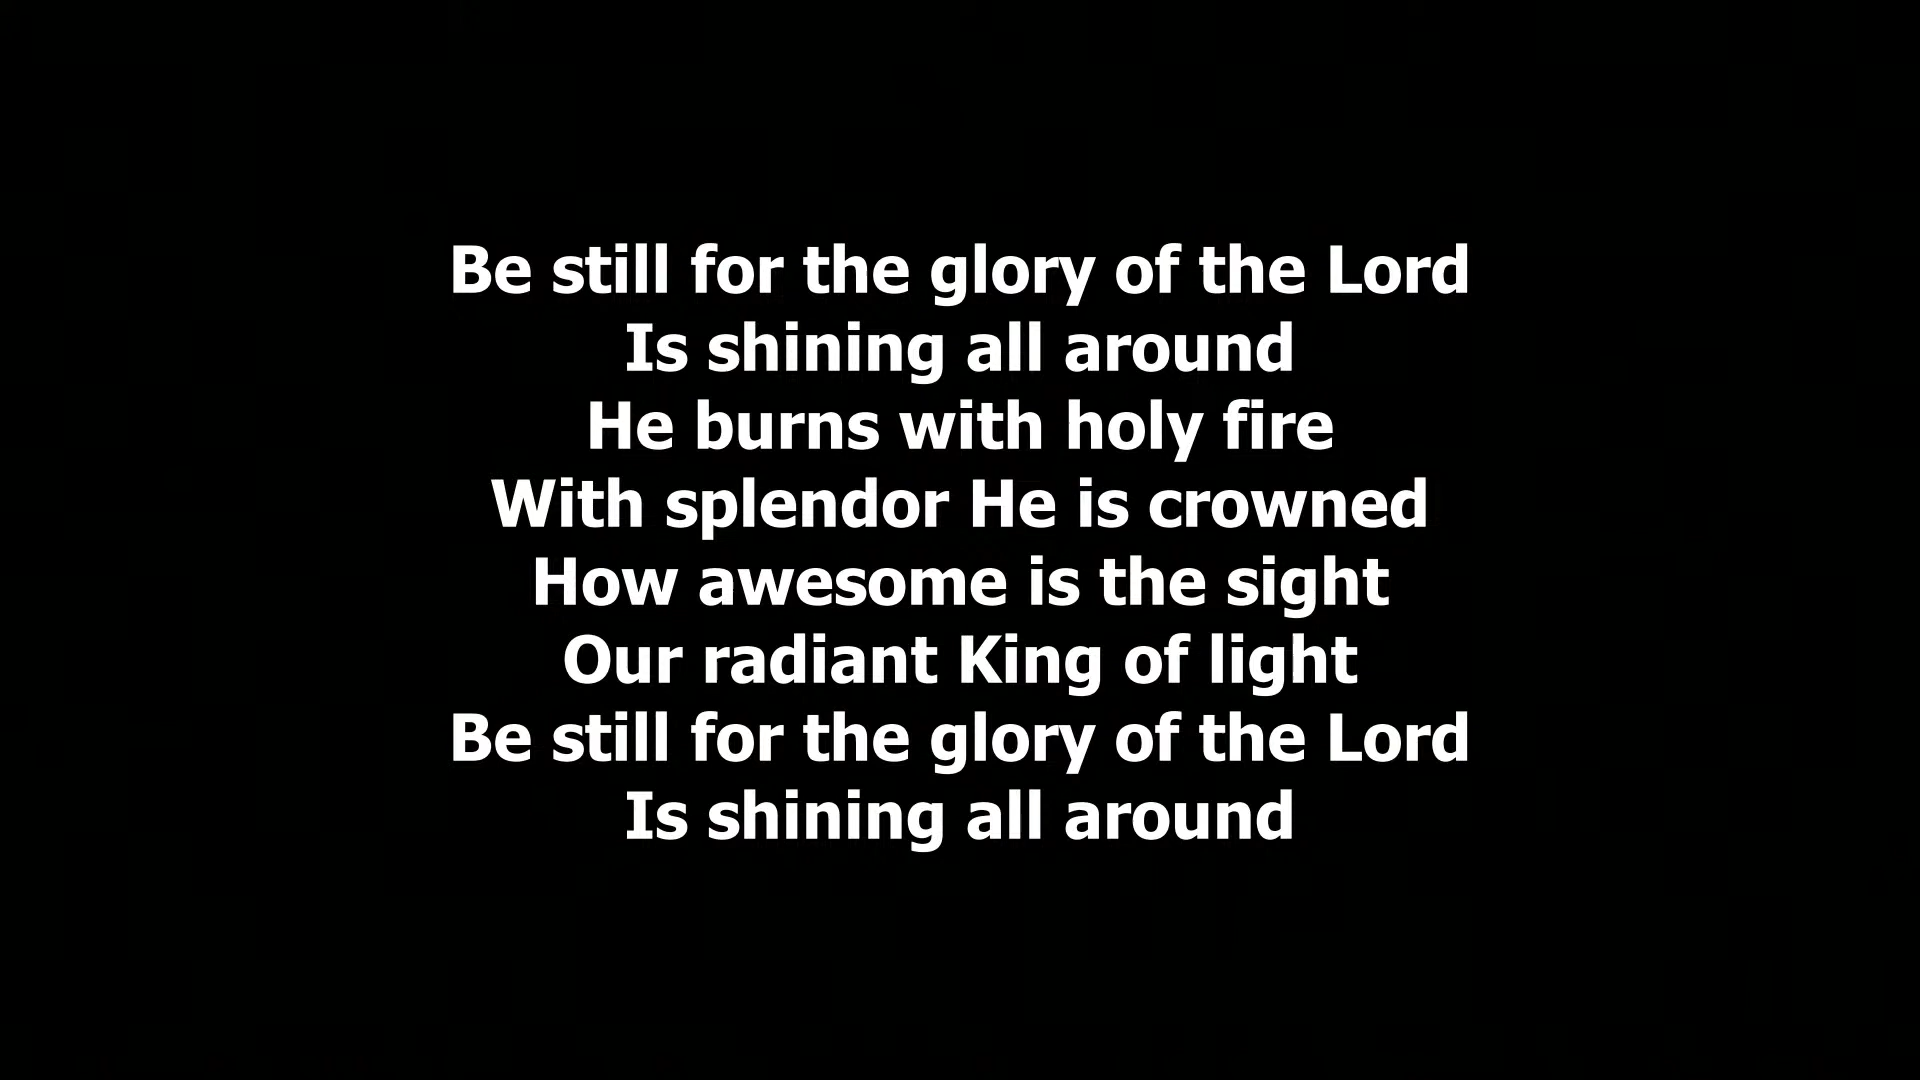 Be still for the glory of the Lord
Is shining all around
He burns with holy fire
With splendor He is crowned
How awesome is the sight
Our radiant King of light
Be still for the glory of the Lord
Is shining all around